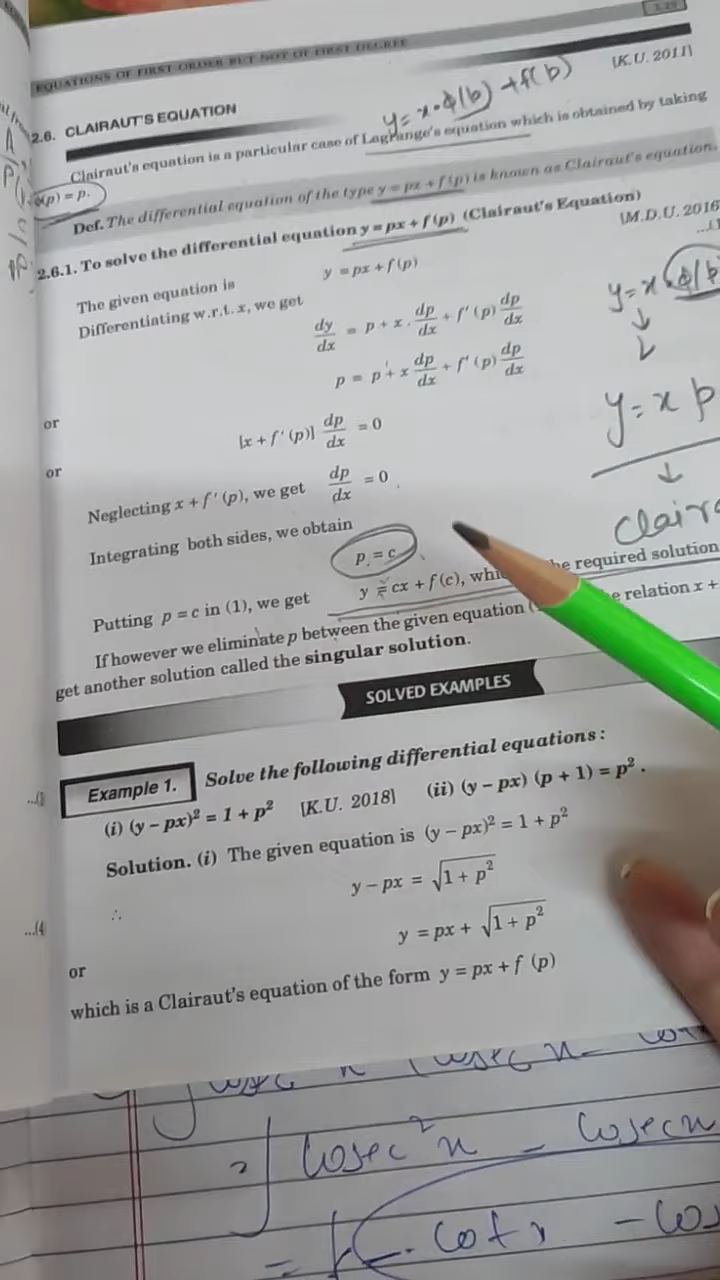 2.23
EQUATIONS OF FIRST ORDER BUT NOT OF FIRST DEGREE
y = x · ϕ(p) + f(p)
[K.U. 2011]
2.6. CLAIRAUT'S EQUATION
Clairaut's equation is a particular case of Lagrange's equation which is obtained by taking
ϕ(p) = p.
Def. The differential equation of the type y = px + f(p) is known as Clairaut's equation.
2.6.1. To solve the differential equation y = px + f(p) (Clairaut's Equation)
[M.D.U. 2016
The given equation is y = px + f(p)
Differentiating w.r.t. x, we get
dy/dx = p + x . dp/dx + f'(p) dp/dx
p = p + x dp/dx + f'(p) dp/dx
or
[x + f'(p)] dp/dx = 0
or
Neglecting x + f'(p), we get dp/dx = 0
Integrating both sides, we obtain
p = c
Putting p = c in (1), we get y = cx + f(c), required solution
If however we eliminate p between the given equation relation x +
get another solution called the singular solution.
y = x
y = x p
SOLVED EXAMPLES
Example 1. Solve the following differential equations :
(i) (y – px)² = 1 + p² [K.U. 2018] (ii) (y – px) (p + 1) = p².
Solution. (i) The given equation is (y – px)² = 1 + p²
∴ y – px = √(1 + p²)
or y = px + √(1 + p²)
which is a Clairaut's equation of the form y = px + f (p)
...(4
= ∫ Cosec² x – Cosec x